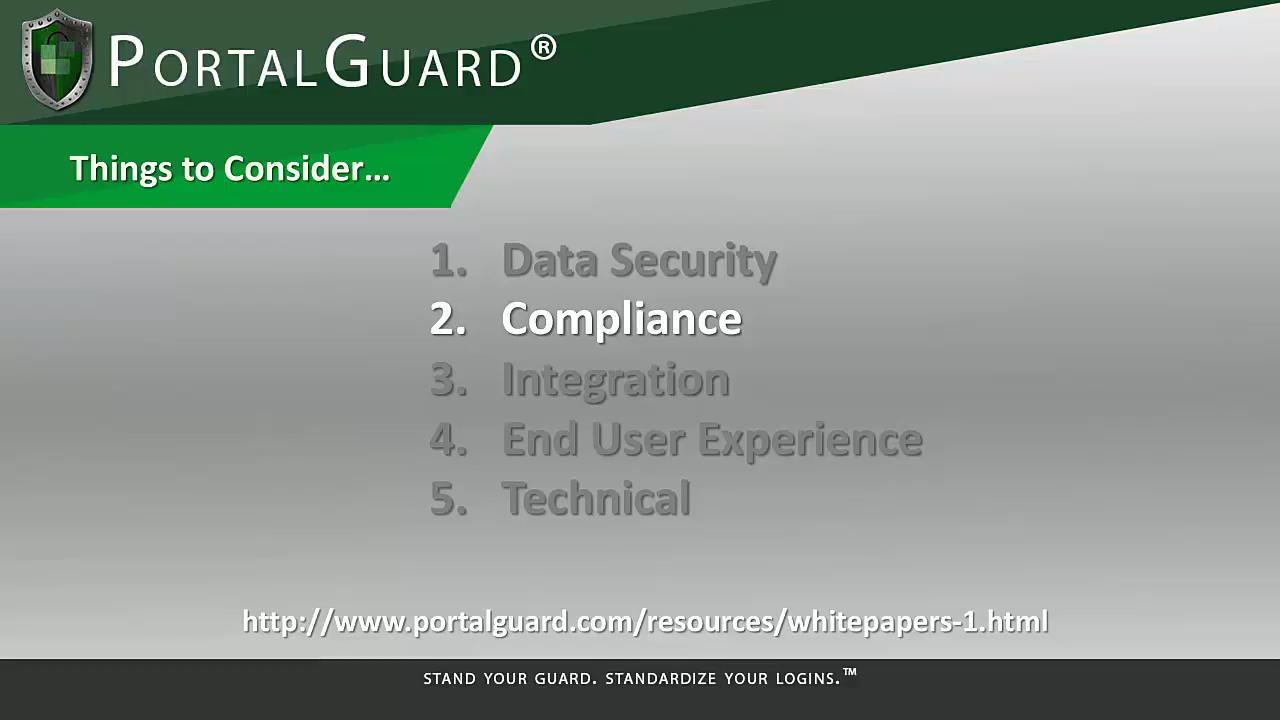 PORTALGUARD®
Things to Consider...
1. Data Security
2. Compliance
3. Integration
4. End User Experience
5. Technical
http://www.portalguard.com/resources/whitepapers-1.html
STAND YOUR GUARD. STANDARDIZE YOUR LOGINS.™